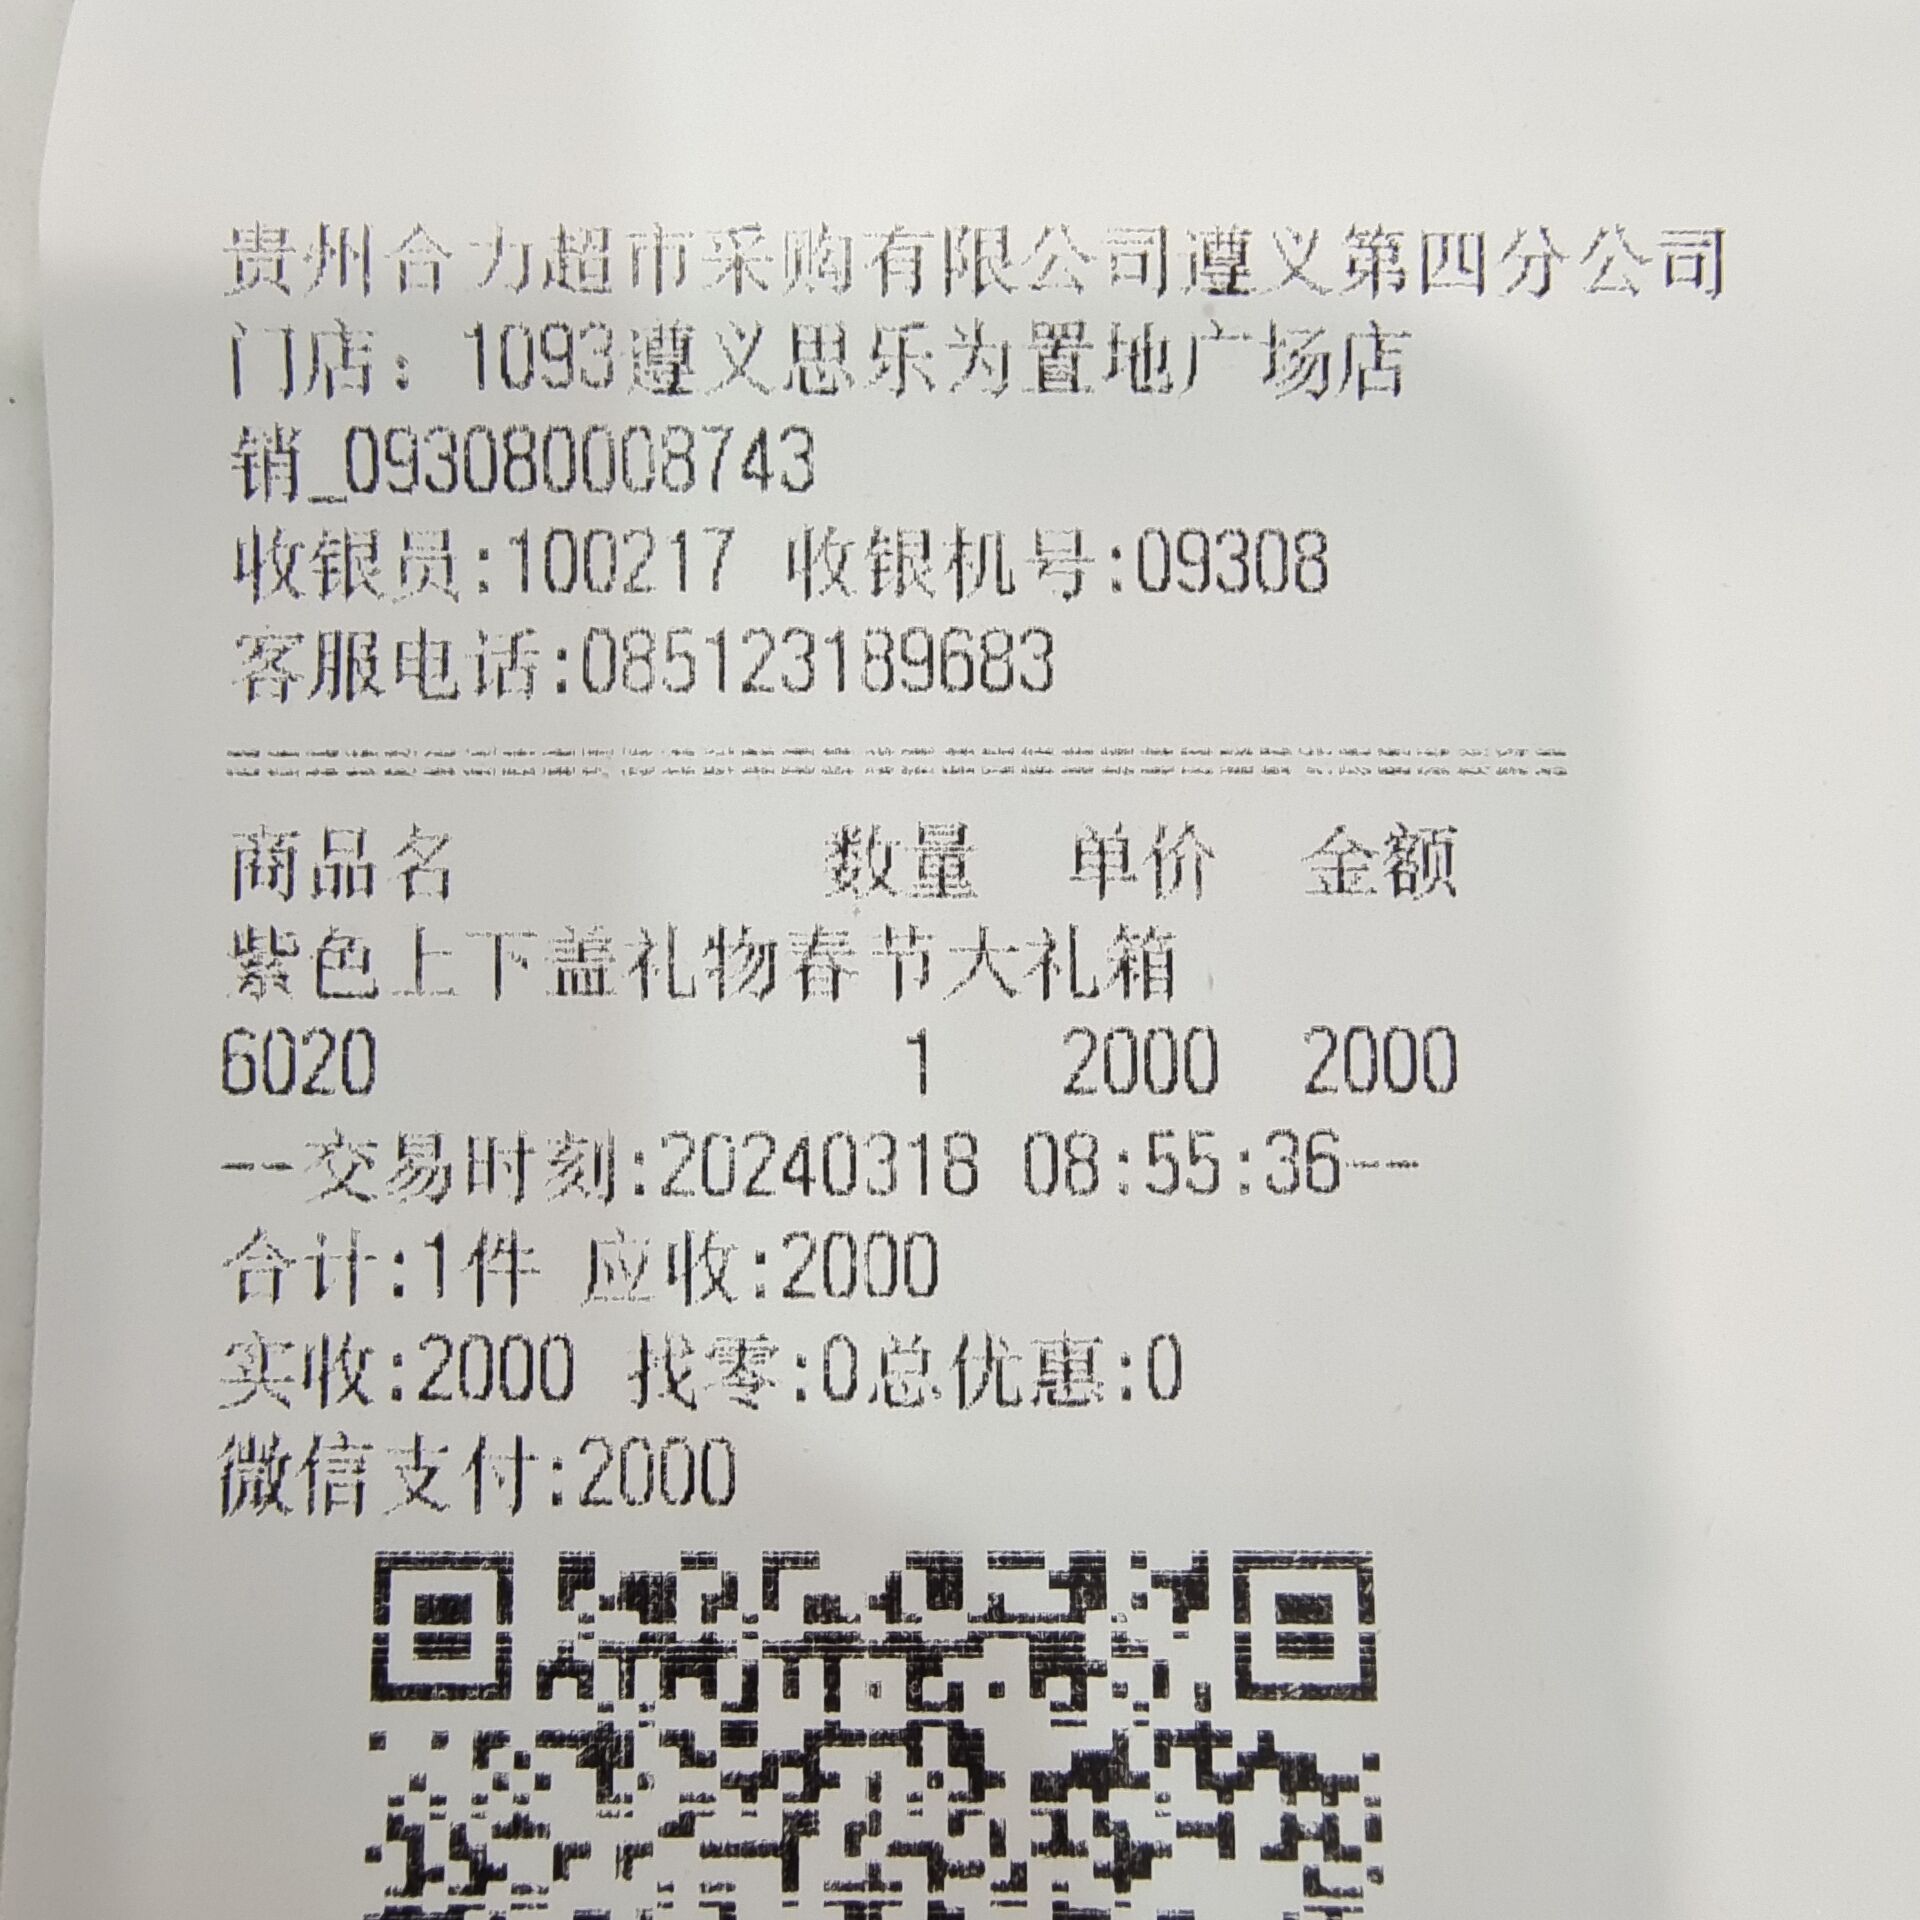 贵州合力超市采购有限公司遵义第四分公司
门店：1093遵义思乐为置地广场店
销_093080008743
收银员:100217 收银机号:09308
客服电话:085123189683
商品名 数量 单价 金额
紫色上下盖礼物春节大礼箱
6020 1 2000 2000
--交易时刻:20240318 08:55:36--
合计:1件 应收:2000
实收:2000 找零:0总优惠:0
微信支付:2000